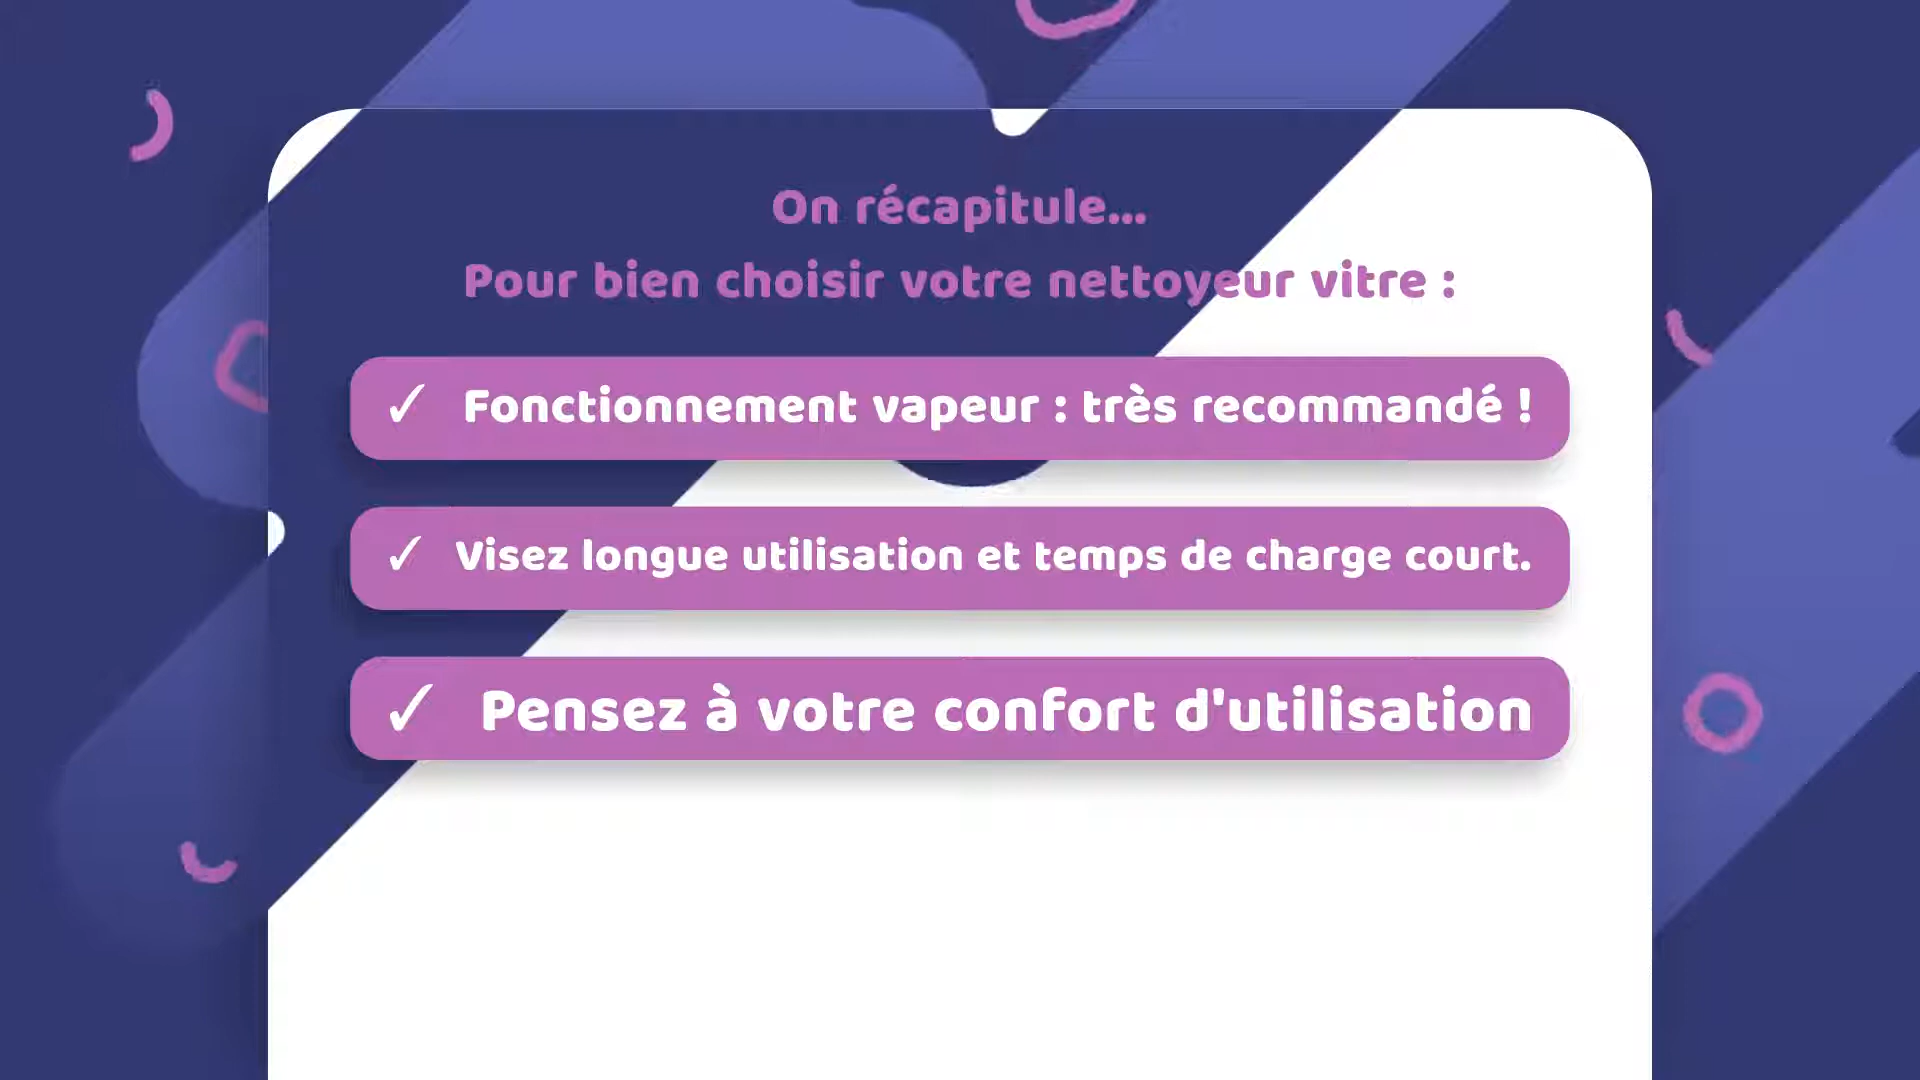 On récapitule...
Pour bien choisir votre nettoyeur vitre :
✓ Fonctionnement vapeur : très recommandé !
✓ Visez longue utilisation et temps de charge court.
✓ Pensez à votre confort d'utilisation